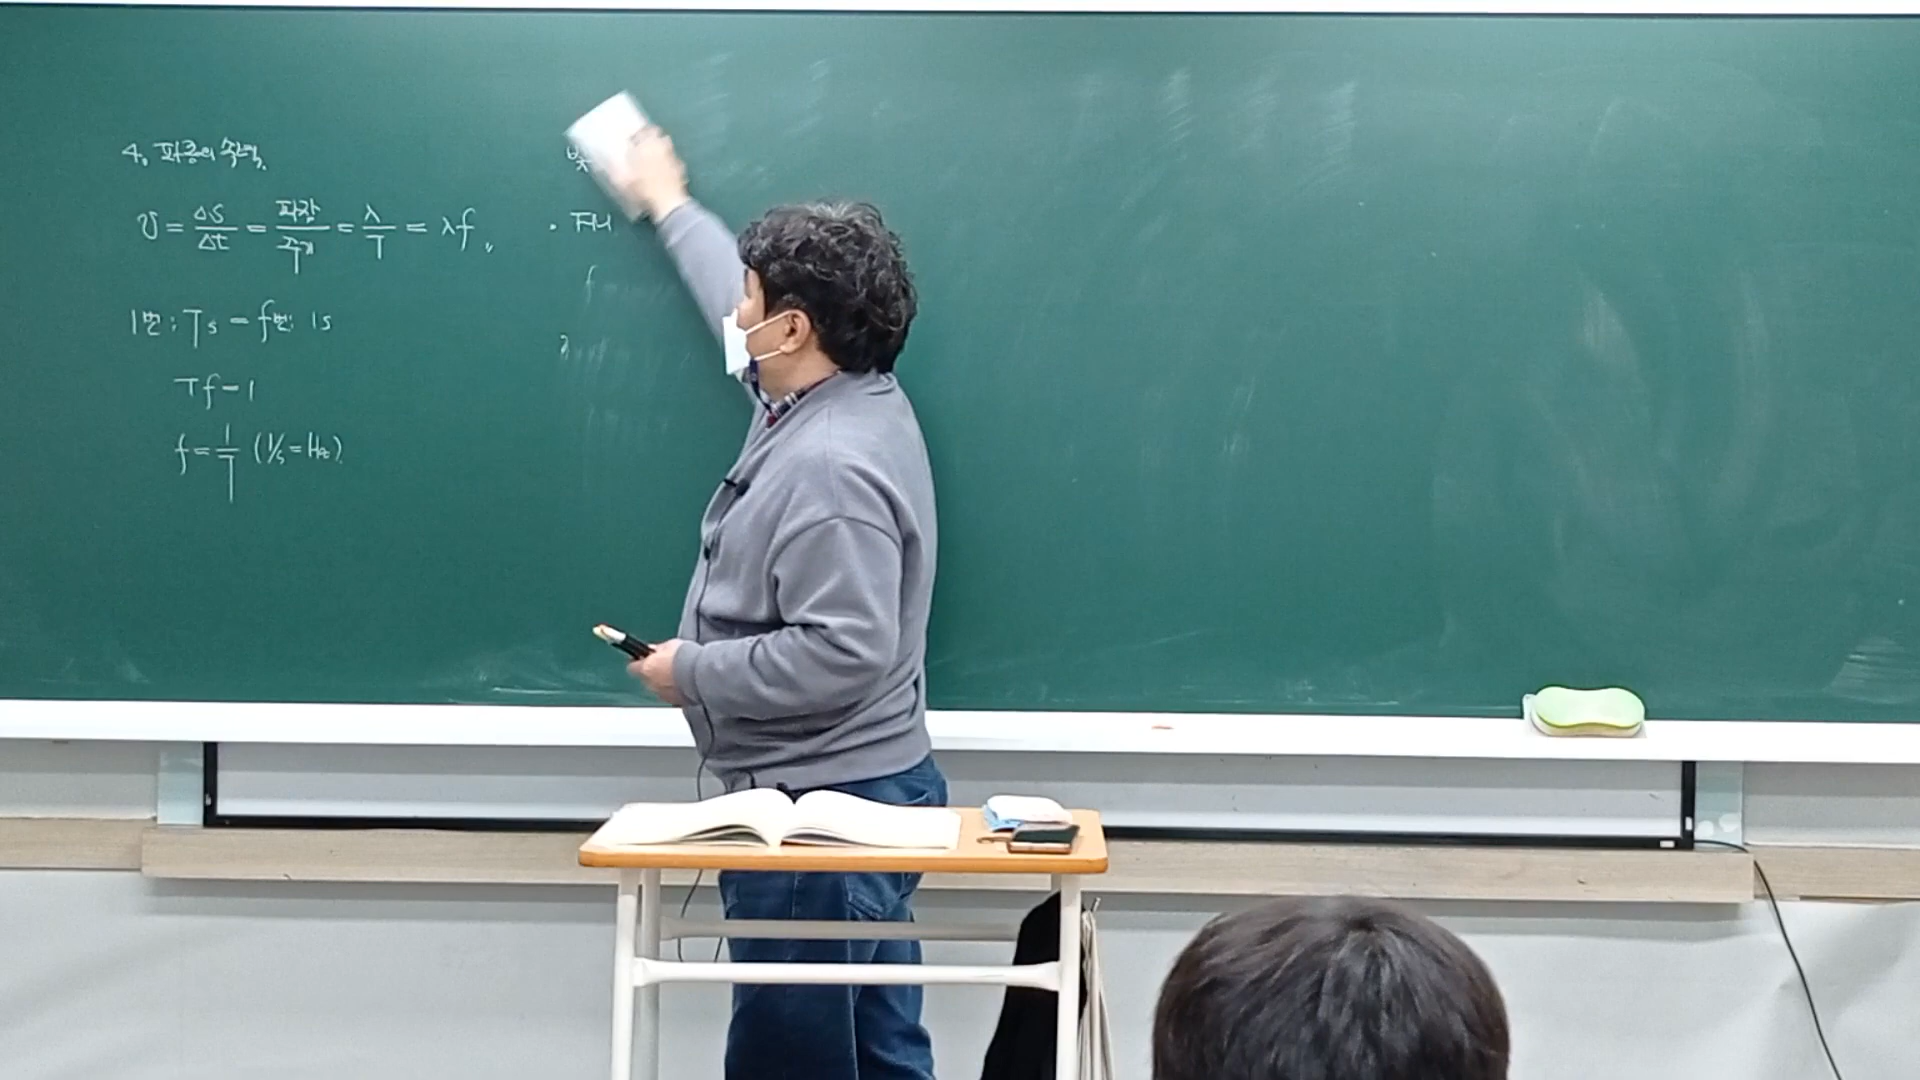 4. 파동의 속력.
v = Δs/Δt = 파장/주기 = λ/T = λf 〃
1번 : T s = f번 : 1s
Tf = 1
f = 1/T (1/s = Hz).
빛
f